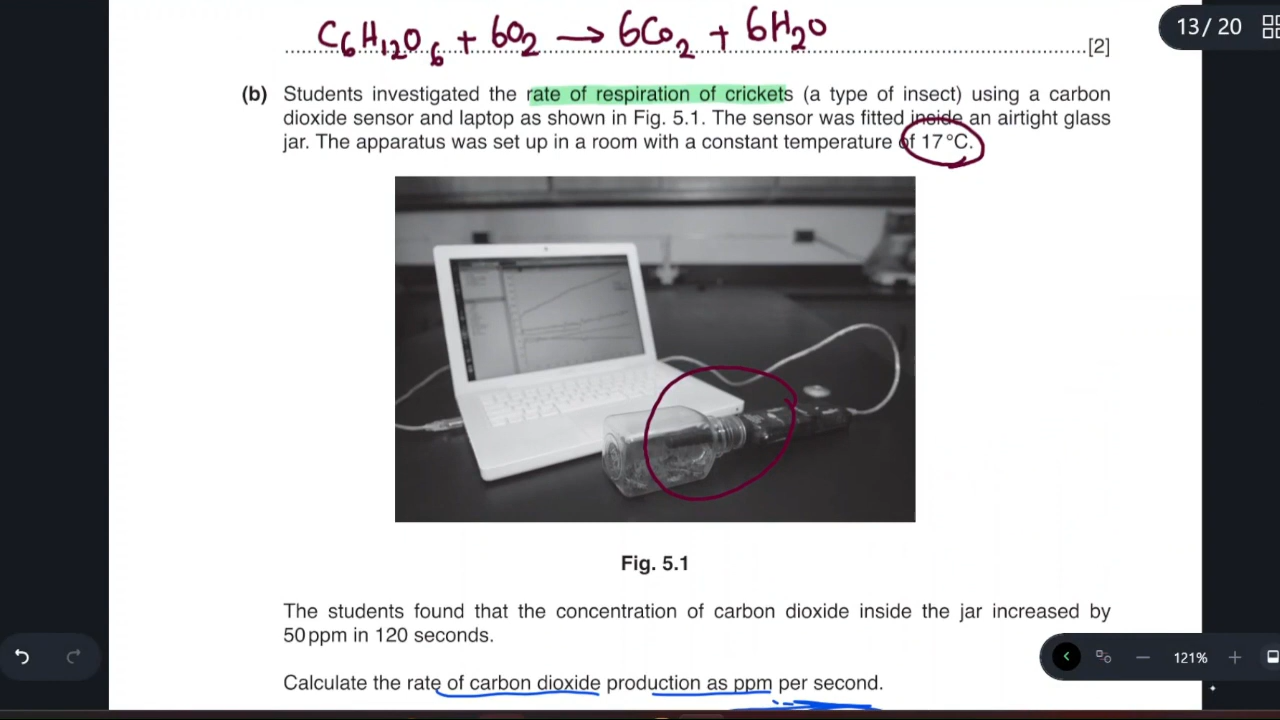 C6H12O6 + 6O2 → 6Co2 + 6H2O
[2]
13/ 20
(b) Students investigated the rate of respiration of crickets (a type of insect) using a carbon
dioxide sensor and laptop as shown in Fig. 5.1. The sensor was fitted inside an airtight glass
jar. The apparatus was set up in a room with a constant temperature of 17 °C.
Fig. 5.1
The students found that the concentration of carbon dioxide inside the jar increased by
50 ppm in 120 seconds.
121%
Calculate the rate of carbon dioxide production as ppm per second.